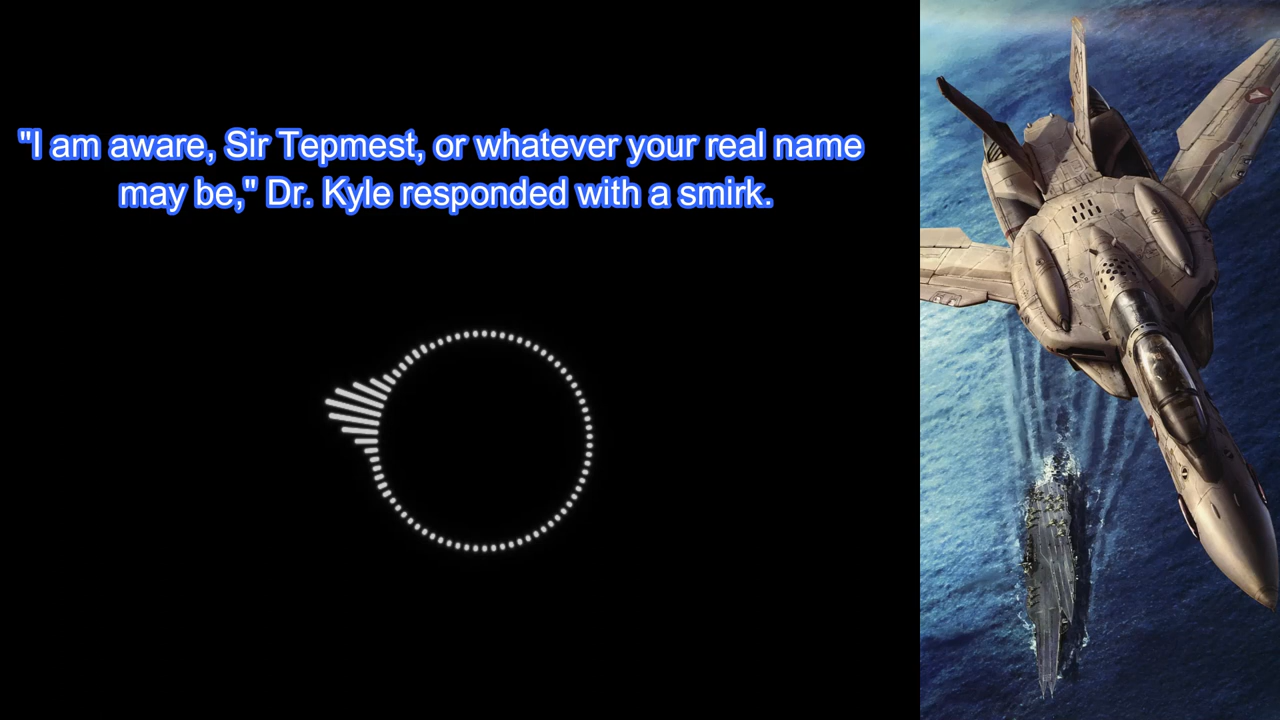 "I am aware, Sir Tepmest, or whatever your real name
may be," Dr. Kyle responded with a smirk.